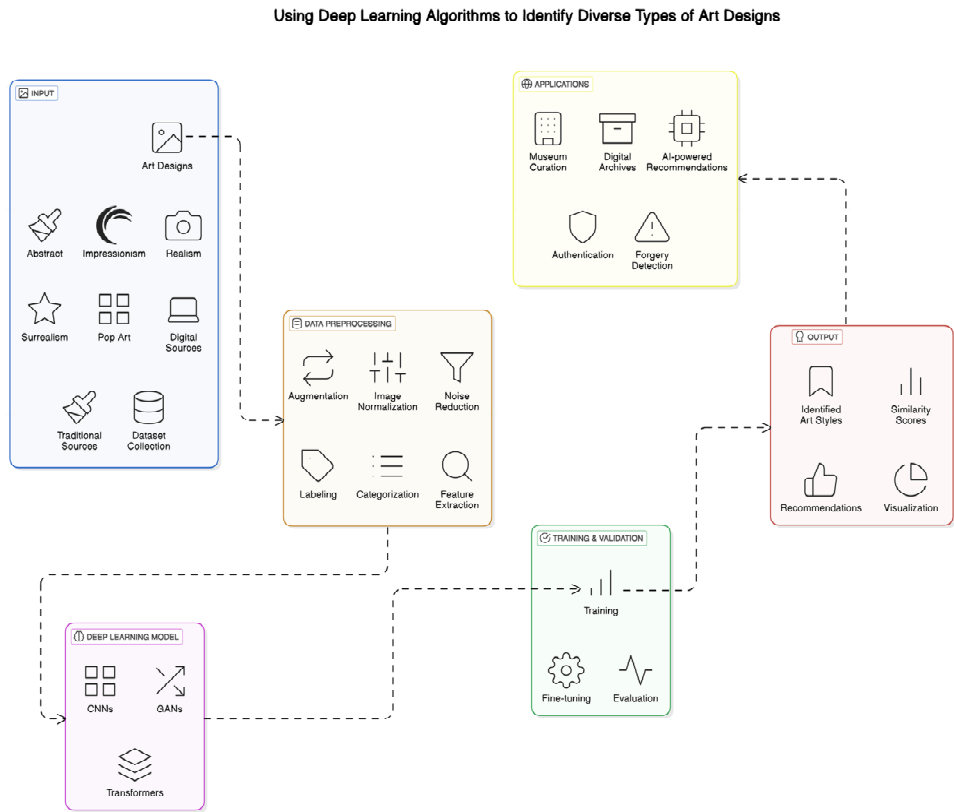 Using Deep Learning Algorithms to Identify Diverse Types of Art Designs
INPUT
Art Designs
Abstract
Impressionism
Realism
Surrealism
Pop Art
Digital
Sources
Traditional
Sources
Dataset
Collection
DATA PREPROCESSING
Augmentation
Image
Normalization
Noise
Reduction
Labeling
Categorization
Feature
Extraction
DEEP LEARNING MODEL
CNNs
GANs
Transformers
TRAINING & VALIDATION
Training
Fine-tuning
Evaluation
OUTPUT
Identified
Art Styles
Similarity
Scores
Recommendations
Visualization
APPLICATIONS
Museum
Curation
Digital
Archives
AI-powered
Recommendations
Authentication
Forgery
Detection